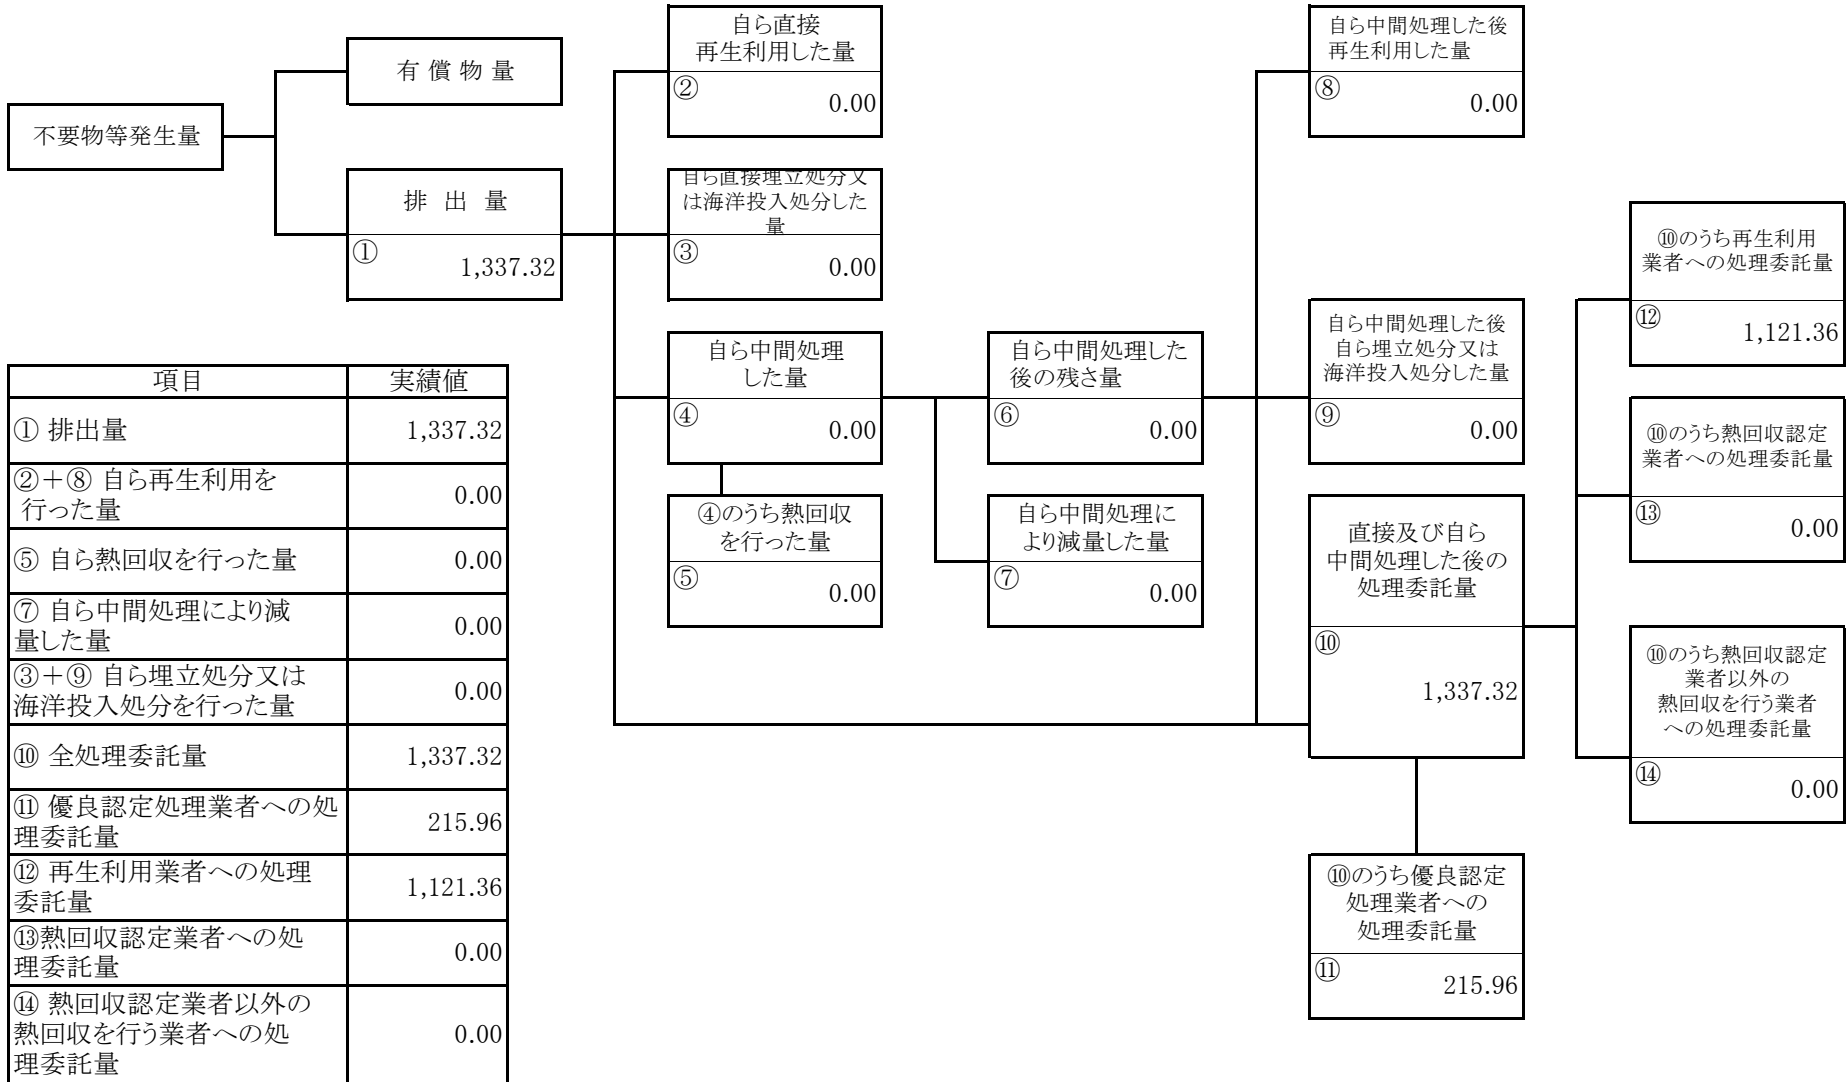 自ら直接
再生利用した量
②
0.00
自ら中間処理した後
再生利用した量
⑧
0.00
有 償 物 量
不要物等発生量
排 出 量
①
1,337.32
自ら直接埋立処分又
は海洋投入処分した
量
③
0.00
⑩のうち再生利用
業者への処理委託量
⑫
1,121.36
自ら中間処理
した量
④
0.00
自ら中間処理した
後の残さ量
⑥
0.00
自ら中間処理した後
自ら埋立処分又は
海洋投入処分した量
⑨
0.00
⑩のうち熱回収認定
業者への処理委託量
⑬
0.00
④のうち熱回収
を行った量
⑤
0.00
自ら中間処理に
より減量した量
⑦
0.00
直接及び自ら
中間処理した後の
処理委託量
⑩
1,337.32
⑩のうち熱回収認定
業者以外の
熱回収を行う業者
への処理委託量
⑭
0.00
⑩のうち優良認定
処理業者への
処理委託量
⑪
215.96
項目 実績値
① 排出量 1,337.32
②＋⑧ 自ら再生利用を
行った量
0.00
⑤ 自ら熱回収を行った量 0.00
⑦ 自ら中間処理により減
量した量
0.00
③＋⑨ 自ら埋立処分又は
海洋投入処分を行った量
0.00
⑩ 全処理委託量 1,337.32
⑪ 優良認定処理業者への処
理委託量
215.96
⑫ 再生利用業者への処理
委託量
1,121.36
⑬熱回収認定業者への処
理委託量
0.00
⑭ 熱回収認定業者以外の
熱回収を行う業者への処
理委託量
0.00